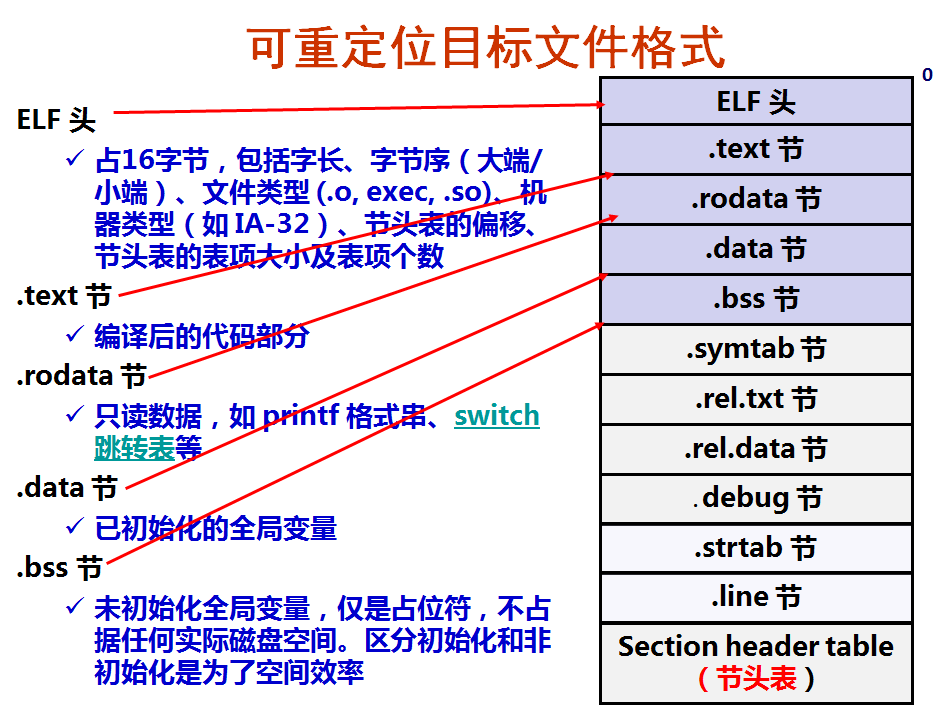 可重定位目标文件格式
0
ELF 头
✓ 占16字节，包括字长、字节序（大端/
小端）、文件类型 (.o, exec, .so)、机
器类型（如 IA-32）、节头表的偏移、
节头表的表项大小及表项个数
.text 节
✓ 编译后的代码部分
.rodata 节
✓ 只读数据，如 printf 格式串、switch
跳转表等
.data 节
✓ 已初始化的全局变量
.bss 节
✓ 未初始化全局变量，仅是占位符，不占
据任何实际磁盘空间。区分初始化和非
初始化是为了空间效率
ELF 头
.text 节
.rodata 节
.data 节
.bss 节
.symtab 节
.rel.txt 节
.rel.data 节
.debug 节
.strtab 节
.line 节
Section header table
（节头表）